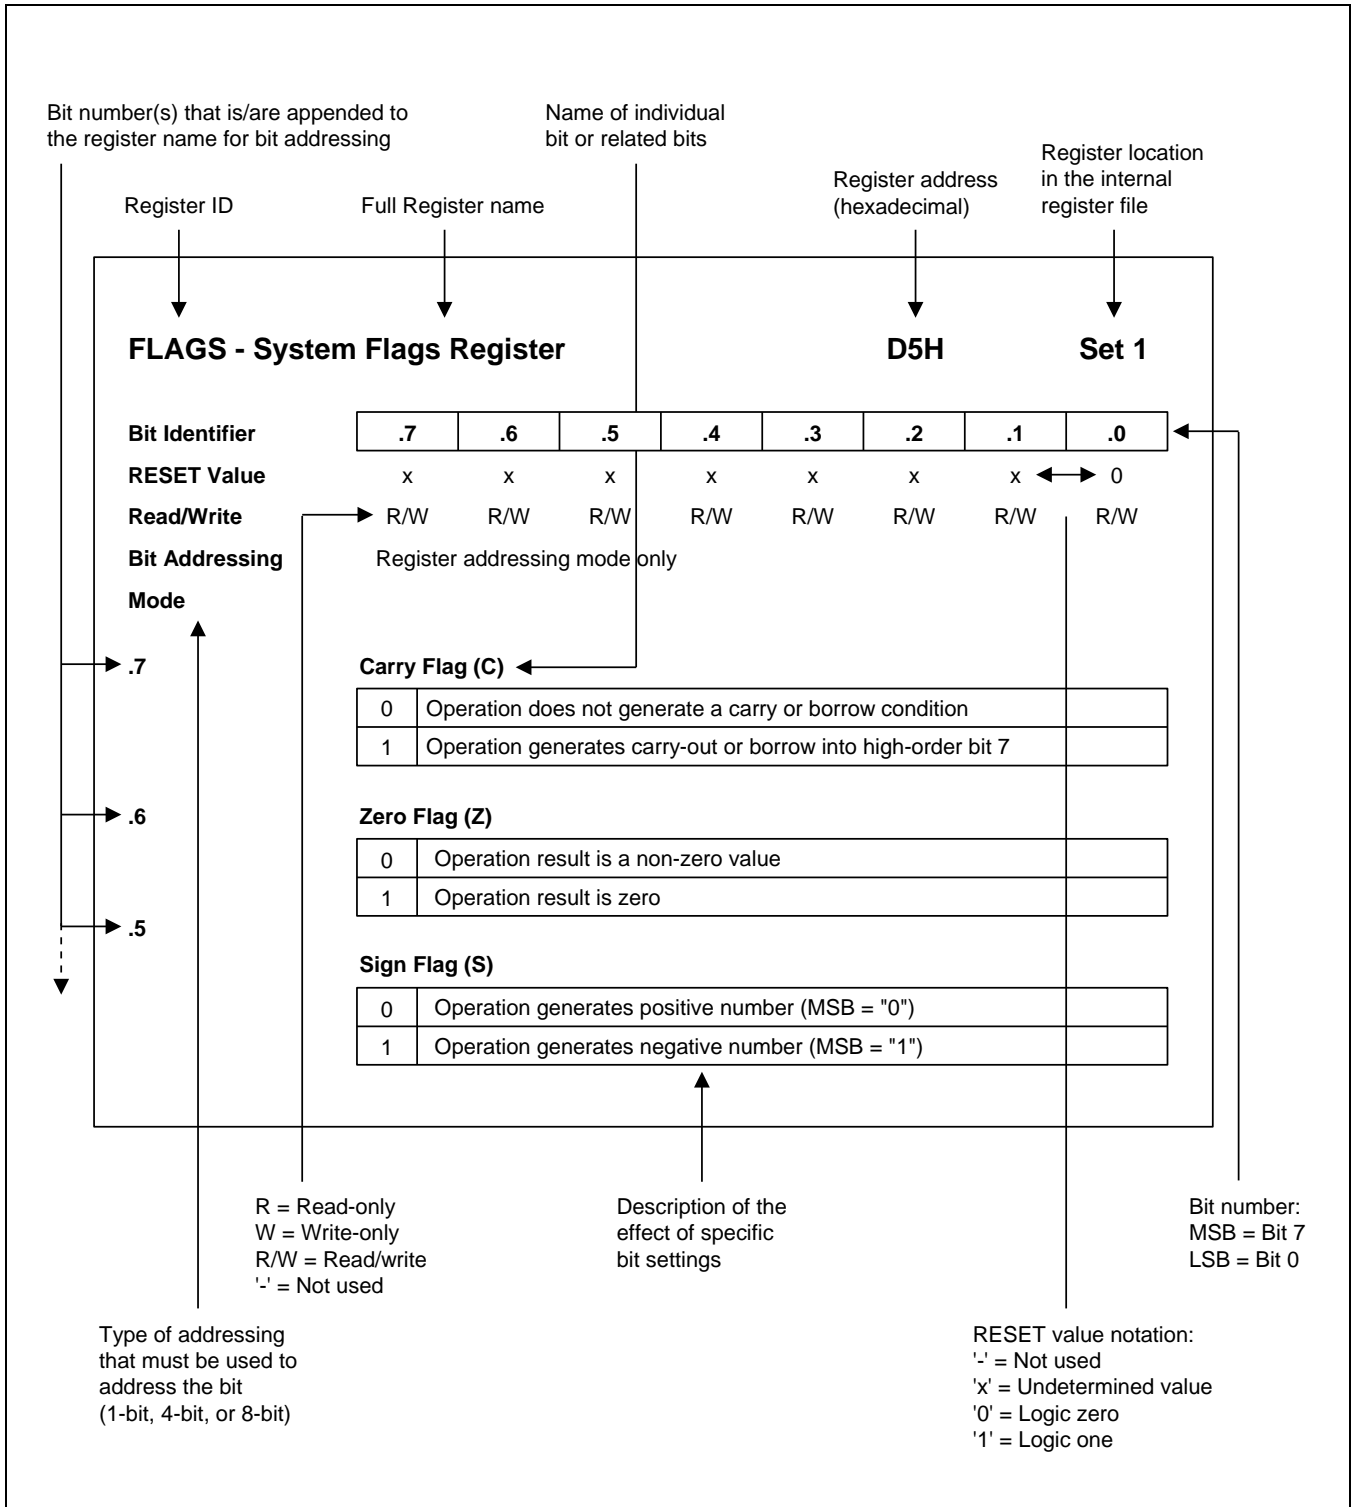 Bit number(s) that is/are appended to
the register name for bit addressing
Name of individual
bit or related bits
Register ID
Full Register name
Register address
(hexadecimal)
Register location
in the internal
register file
FLAGS - System Flags Register D5H Set 1
Bit Identifier .7 .6 .5 .4 .3 .2 .1 .0
RESET Value x x x x x x x 0
Read/Write R/W R/W R/W R/W R/W R/W R/W R/W
Bit Addressing Register addressing mode only
Mode
.7 Carry Flag (C)
0 Operation does not generate a carry or borrow condition
1 Operation generates carry-out or borrow into high-order bit 7
.6 Zero Flag (Z)
0 Operation result is a non-zero value
1 Operation result is zero
.5
Sign Flag (S)
0 Operation generates positive number (MSB = "0")
1 Operation generates negative number (MSB = "1")
R = Read-only
W = Write-only
R/W = Read/write
'-' = Not used
Description of the
effect of specific
bit settings
Bit number:
MSB = Bit 7
LSB = Bit 0
Type of addressing
that must be used to
address the bit
(1-bit, 4-bit, or 8-bit)
RESET value notation:
'-' = Not used
'x' = Undetermined value
'0' = Logic zero
'1' = Logic one